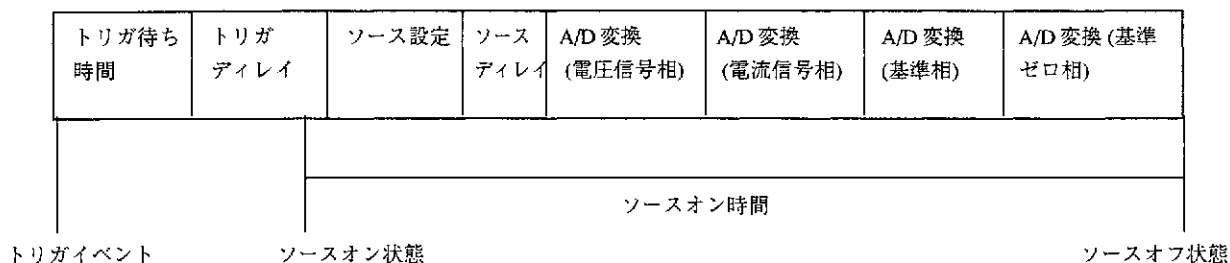 トリガ待ち時間
トリガディレイ
ソース設定
ソースディレイ
A/D 変換(電圧信号相)
A/D 変換(電流信号相)
A/D 変換(基準相)
A/D 変換 (基準ゼロ相)
ソースオン時間
トリガイベント
ソースオン状態
ソースオフ状態